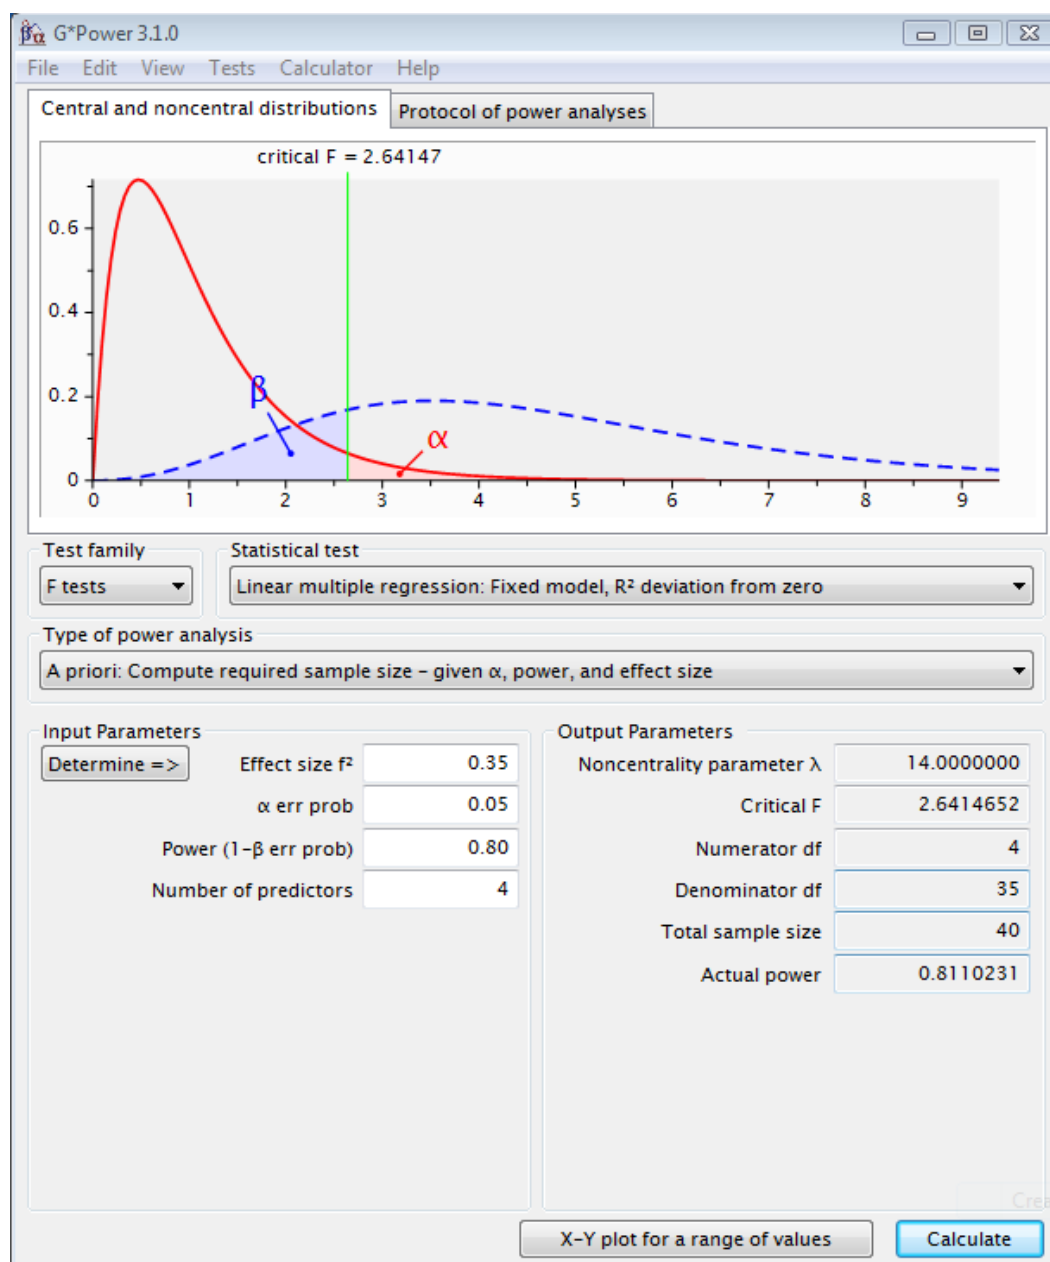 G*Power 3.1.0
File Edit View Tests Calculator Help
Central and noncentral distributions Protocol of power analyses
critical F = 2.64147
0.6
0.4
0.2
0
β
α
0 1 2 3 4 5 6 7 8 9
Test family Statistical test
F tests Linear multiple regression: Fixed model, R² deviation from zero
Type of power analysis
A priori: Compute required sample size - given α, power, and effect size
Input Parameters Output Parameters
Determine => Effect size f² 0.35 Noncentrality parameter λ 14.0000000
α err prob 0.05 Critical F 2.6414652
Power (1-β err prob) 0.80 Numerator df 4
Number of predictors 4 Denominator df 35
Total sample size 40
Actual power 0.8110231
X-Y plot for a range of values Calculate